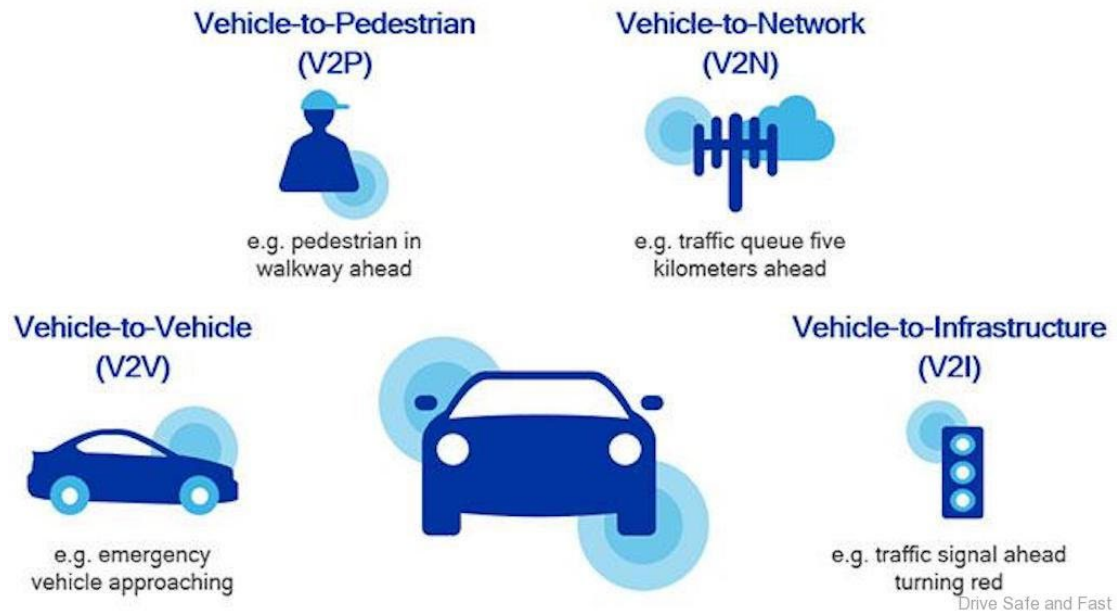 Vehicle-to-Pedestrian
(V2P)
Vehicle-to-Network
(V2N)
e.g. pedestrian in
walkway ahead
e.g. traffic queue five
kilometers ahead
Vehicle-to-Vehicle
(V2V)
Vehicle-to-Infrastructure
(V2I)
e.g. emergency
vehicle approaching
e.g. traffic signal ahead
turning red
Drive Safe and Fast